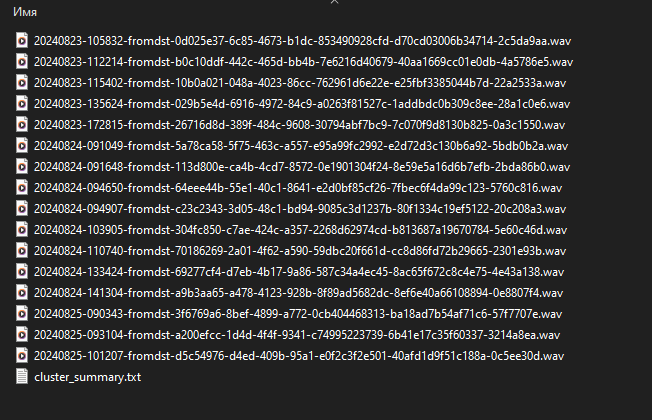 Имя
20240823-105832-fromdst-0d025e37-6c85-4673-b1dc-853490928cfd-d70cd03006b34714-2c5da9aa.wav
20240823-112214-fromdst-b0c10ddf-442c-465d-bb4b-7e6216d40679-40aa1669cc01e0db-4a5786e5.wav
20240823-115402-fromdst-10b0a021-048a-4023-86cc-762961d6e22e-e25fbf3385044b7d-22a2533a.wav
20240823-135624-fromdst-029b5e4d-6916-4972-84c9-a0263f81527c-1addbdc0b309c8ee-28a1c0e6.wav
20240823-172815-fromdst-26716d8d-389f-484c-9608-30794abf7bc9-7c070f9d8130b825-0a3c1550.wav
20240824-091049-fromdst-5a78ca58-5f75-463c-a557-e95a99fc2992-e2d72d3c130b6a92-5bdb0b2a.wav
20240824-091648-fromdst-113d800e-ca4b-4cd7-8572-0e1901304f24-8e59e5a16d6b7efb-2bda86b0.wav
20240824-094650-fromdst-64eee44b-55e1-40c1-8641-e2d0bf85cf26-7fbec6f4da99c123-5760c816.wav
20240824-094907-fromdst-c23c2343-3d05-48c1-bd94-9085c3d1237b-80f1334c19ef5122-20c208a3.wav
20240824-103905-fromdst-304fc850-c7ae-424c-a357-2268d62974cd-b813687a19670784-5e60c46d.wav
20240824-110740-fromdst-70186269-2a01-4f62-a590-59dbc20f661d-cc8d86fd72b29665-2301e93b.wav
20240824-133424-fromdst-69277cf4-d7eb-4b17-9a86-587c34a4ec45-8ac65f672c8c4e75-4e43a138.wav
20240824-141304-fromdst-a9b3aa65-a478-4123-928b-8f89ad5682dc-8ef6e40a66108894-0e8807f4.wav
20240825-090343-fromdst-3f6769a6-8bef-4899-a772-0cb404468313-ba18ad7b54af71c6-57f7707e.wav
20240825-093104-fromdst-a200efcc-1d4d-4f4f-9341-c74995223739-6b41e17c35f60337-3214a8ea.wav
20240825-101207-fromdst-d5c54976-d4ed-409b-95a1-e0f2c3f2e501-40afd1d9f51c188a-0c5ee30d.wav
cluster_summary.txt